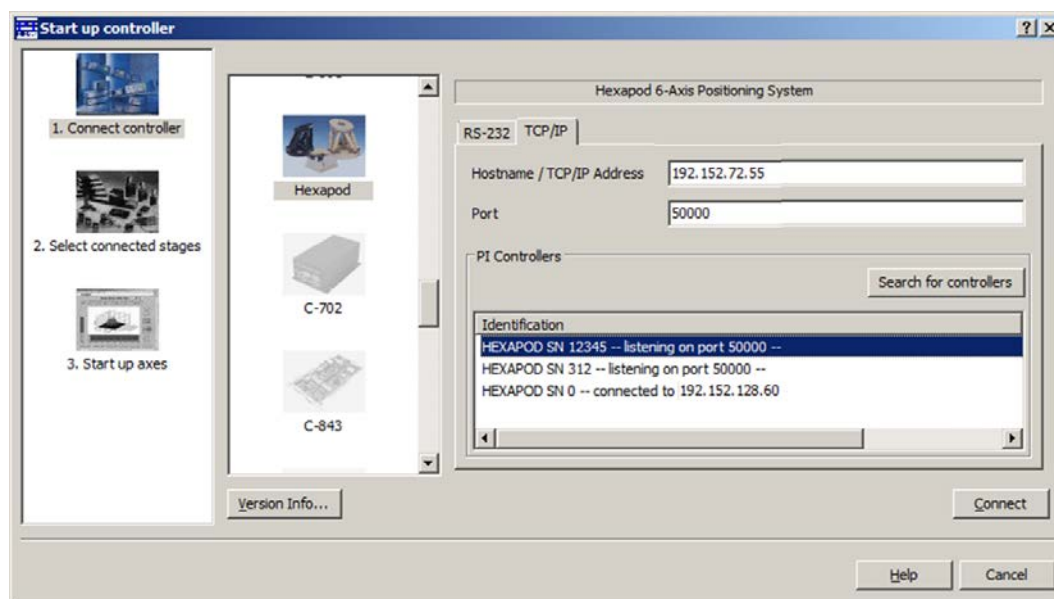 Start up controller
1. Connect controller
2. Select connected stages
3. Start up axes
Hexapod
C-702
C-843
Version Info...
Hexapod 6-Axis Positioning System
RS-232
TCP/IP
Hostname / TCP/IP Address
192.152.72.55
Port
50000
PI Controllers
Search for controllers
Identification
HEXAPOD SN 12345 -- listening on port 50000 --
HEXAPOD SN 312 -- listening on port 50000 --
HEXAPOD SN 0 -- connected to 192.152.128.60
Connect
Help
Cancel